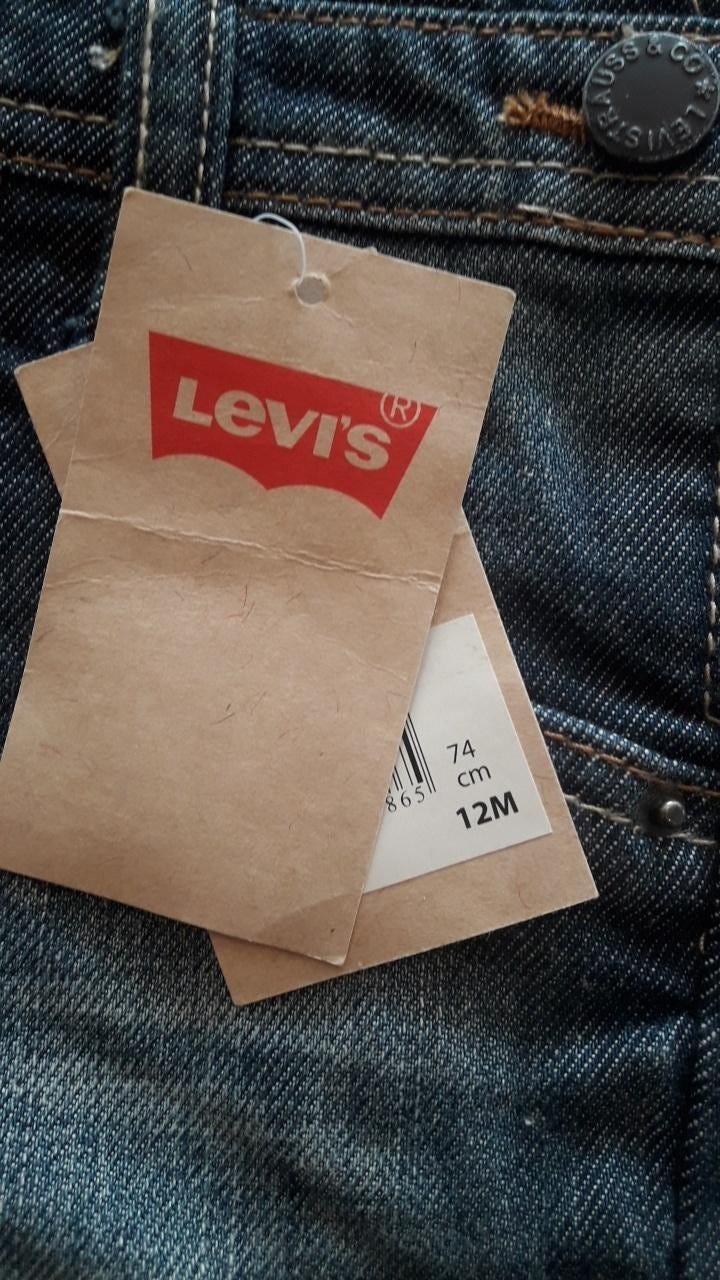 LEVI STRAUSS & CO
LEVI'S®
74
cm
865
12M